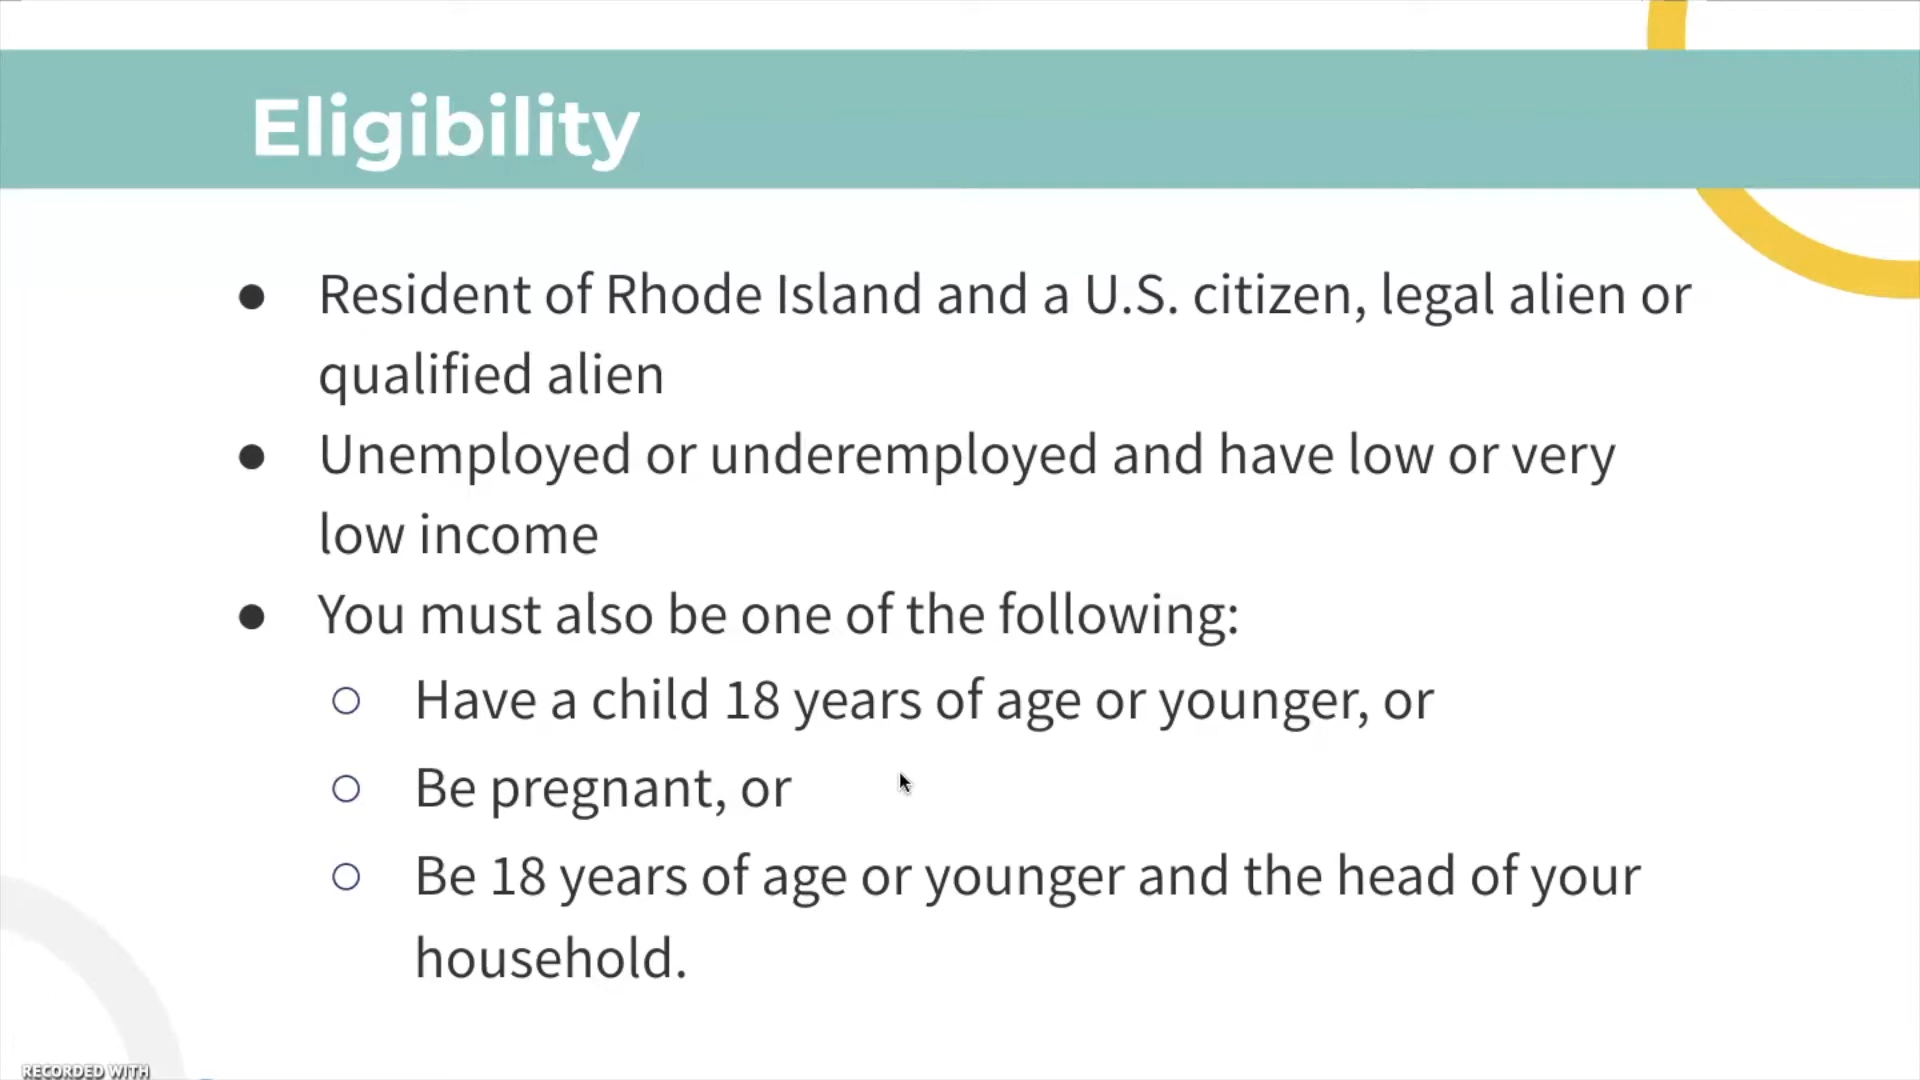 Eligibility
● Resident of Rhode Island and a U.S. citizen, legal alien or
qualified alien
● Unemployed or underemployed and have low or very
low income
● You must also be one of the following:
○ Have a child 18 years of age or younger, or
○ Be pregnant, or
○ Be 18 years of age or younger and the head of your
household.
RECORDED WITH